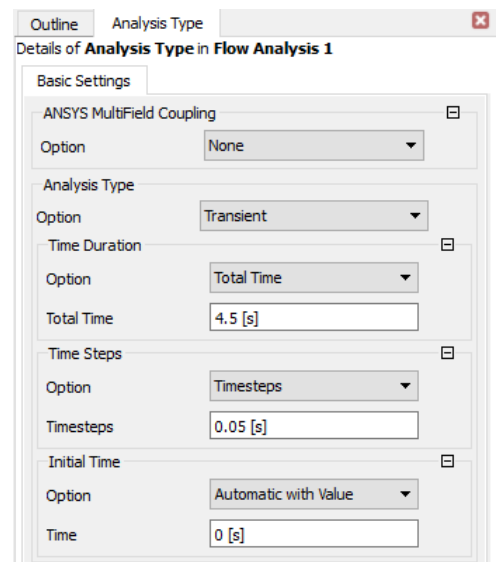 Outline Analysis Type
Details of Analysis Type in Flow Analysis 1
Basic Settings
ANSYS MultiField Coupling
Option None
Analysis Type
Option Transient
Time Duration
Option Total Time
Total Time 4.5 [s]
Time Steps
Option Timesteps
Timesteps 0.05 [s]
Initial Time
Option Automatic with Value
Time 0 [s]